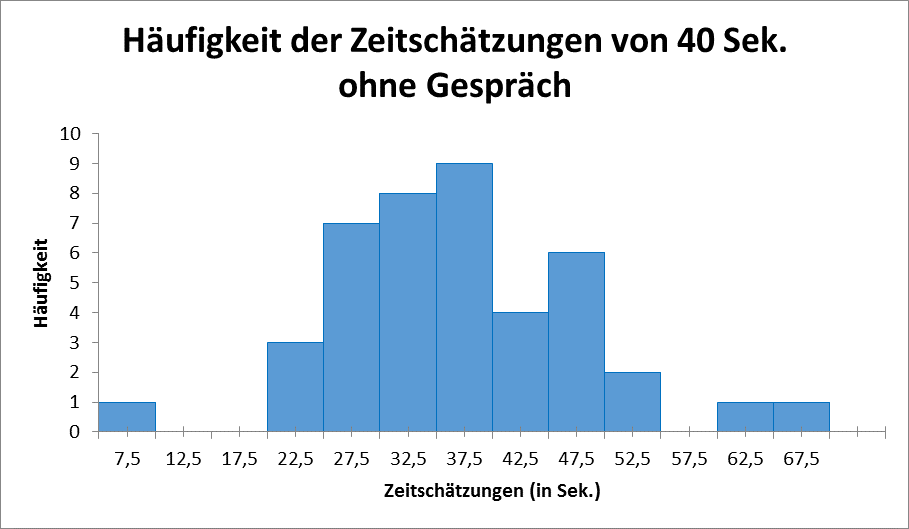 Häufigkeit der Zeitschätzungen von 40 Sek.
ohne Gespräch
10
9
8
7
6
5
4
3
2
1
0
Häufigkeit
7,5 12,5 17,5 22,5 27,5 32,5 37,5 42,5 47,5 52,5 57,5 62,5 67,5
Zeitschätzungen (in Sek.)